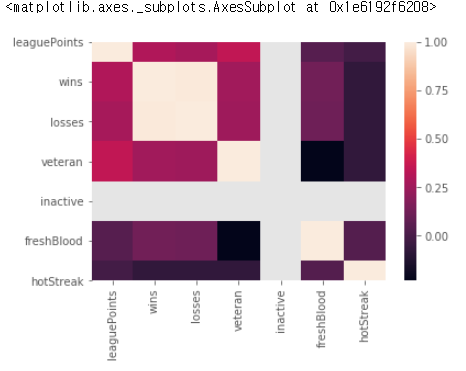 <matplotlib.axes._subplots.AxesSubplot at 0x1e6192f6208>
leaguePoints
wins
losses
veteran
inactive
freshBlood
hotStreak
leaguePoints
wins
losses
veteran
inactive
freshBlood
hotStreak
1.00
0.75
0.50
0.25
0.00